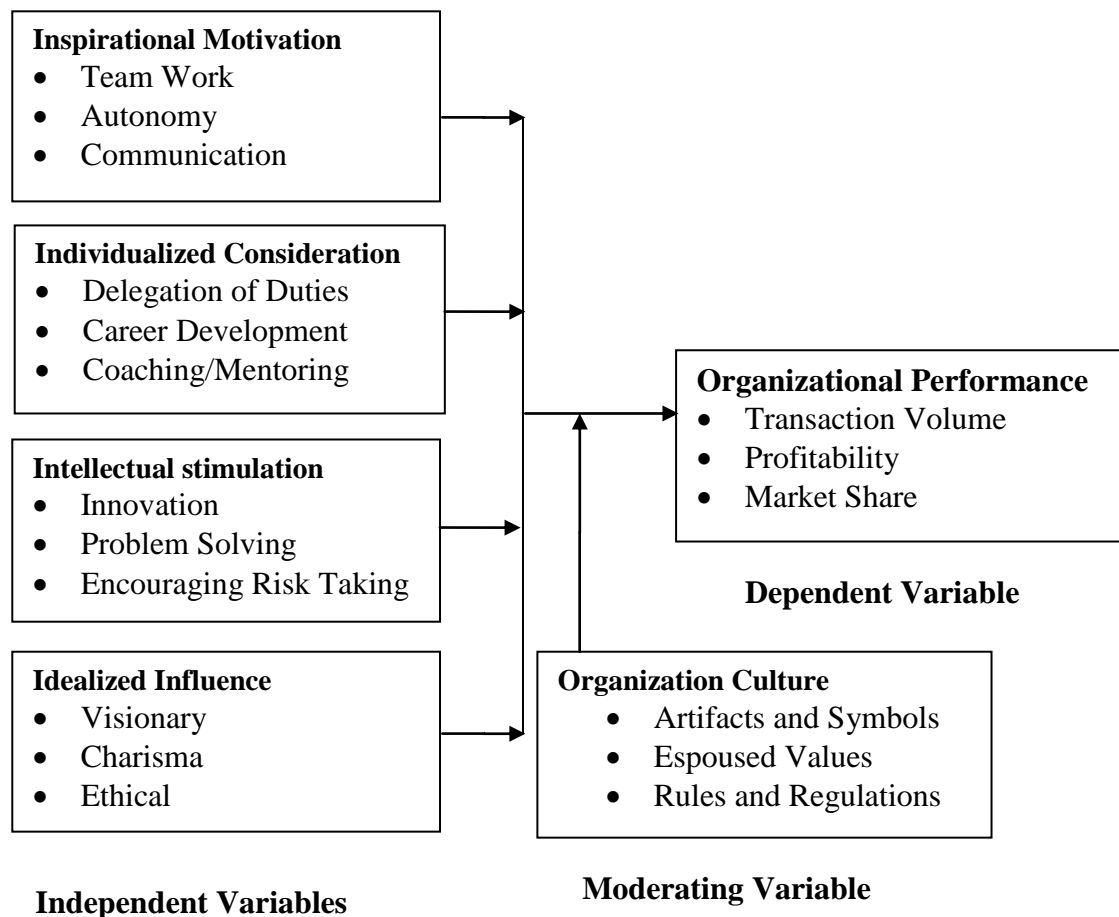 Inspirational Motivation
• Team Work
• Autonomy
• Communication
Individualized Consideration
• Delegation of Duties
• Career Development
• Coaching/Mentoring
Intellectual stimulation
• Innovation
• Problem Solving
• Encouraging Risk Taking
Idealized Influence
• Visionary
• Charisma
• Ethical
Independent Variables
Organizational Performance
• Transaction Volume
• Profitability
• Market Share
Dependent Variable
Organization Culture
• Artifacts and Symbols
• Espoused Values
• Rules and Regulations
Moderating Variable